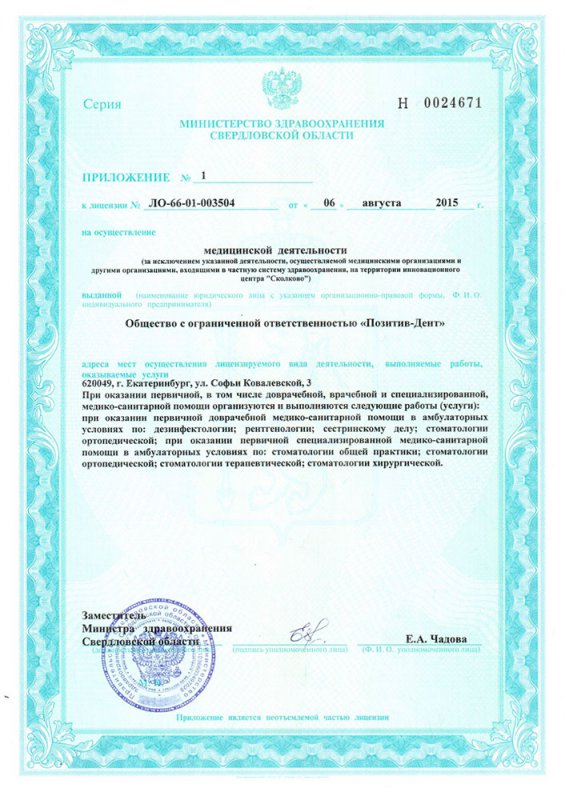 Серия Н 0024671
МИНИСТЕРСТВО ЗДРАВООХРАНЕНИЯ
СВЕРДЛОВСКОЙ ОБЛАСТИ
ПРИЛОЖЕНИЕ № 1
к лицензии № ЛО-66-01-003504 от « 06 » августа 2015 г.
на осуществление
медицинской деятельности
(за исключением указанной деятельности, осуществляемой медицинскими организациями и
другими организациями, входящими в частную систему здравоохранения, на территории инновационного
центра "Сколково")
выданной (наименование юридического лица с указанием организационно-правовой формы, Ф. И. О.
индивидуального предпринимателя)
Общество с ограниченной ответственностью «Позитив-Дент»
адреса мест осуществления лицензируемого вида деятельности, выполняемые работы,
оказываемые услуги
620049, г. Екатеринбург, ул. Софьи Ковалевской, 3
При оказании первичной, в том числе доврачебной, врачебной и специализированной,
медико-санитарной помощи организуются и выполняются следующие работы (услуги):
при оказании первичной доврачебной медико-санитарной помощи в амбулаторных
условиях по: дезинфектологии; рентгенологии; сестринскому делу; стоматологии
ортопедической; при оказании первичной специализированной медико-санитарной
помощи в амбулаторных условиях по: стоматологии общей практики; стоматологии
ортопедической; стоматологии терапевтической; стоматологии хирургической.
Заместитель
Министра здравоохранения
Свердловской области Е.А. Чадова
(подпись уполномоченного лица) (Ф. И. О. уполномоченного лица)
Приложение является неотъемлемой частью лицензии